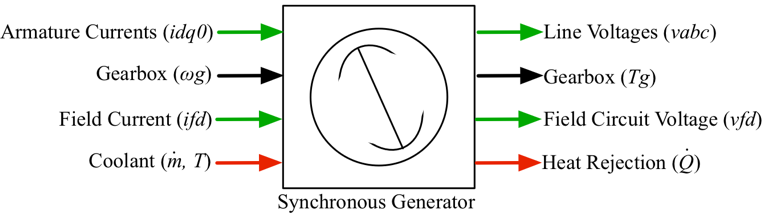 Armature Currents (idq0)
Line Voltages (vabc)
Gearbox (ωg)
Gearbox (Tg)
Field Current (ifd)
Field Circuit Voltage (vfd)
Coolant (ṁ, T)
Heat Rejection (Q̇)
Synchronous Generator